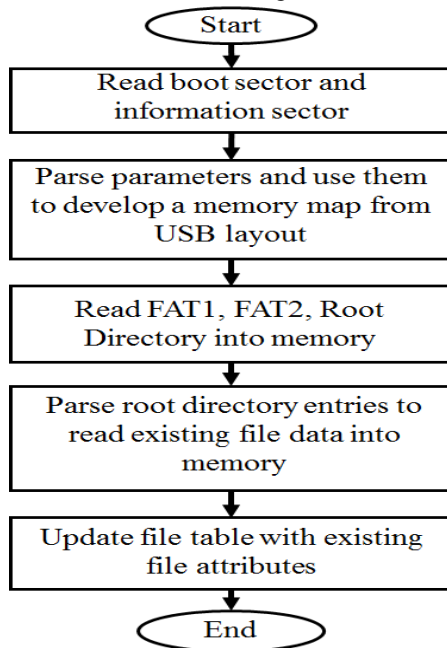 Start
Read boot sector and
information sector
Parse parameters and use them
to develop a memory map from
USB layout
Read FAT1, FAT2, Root
Directory into memory
Parse root directory entries to
read existing file data into
memory
Update file table with existing
file attributes
End